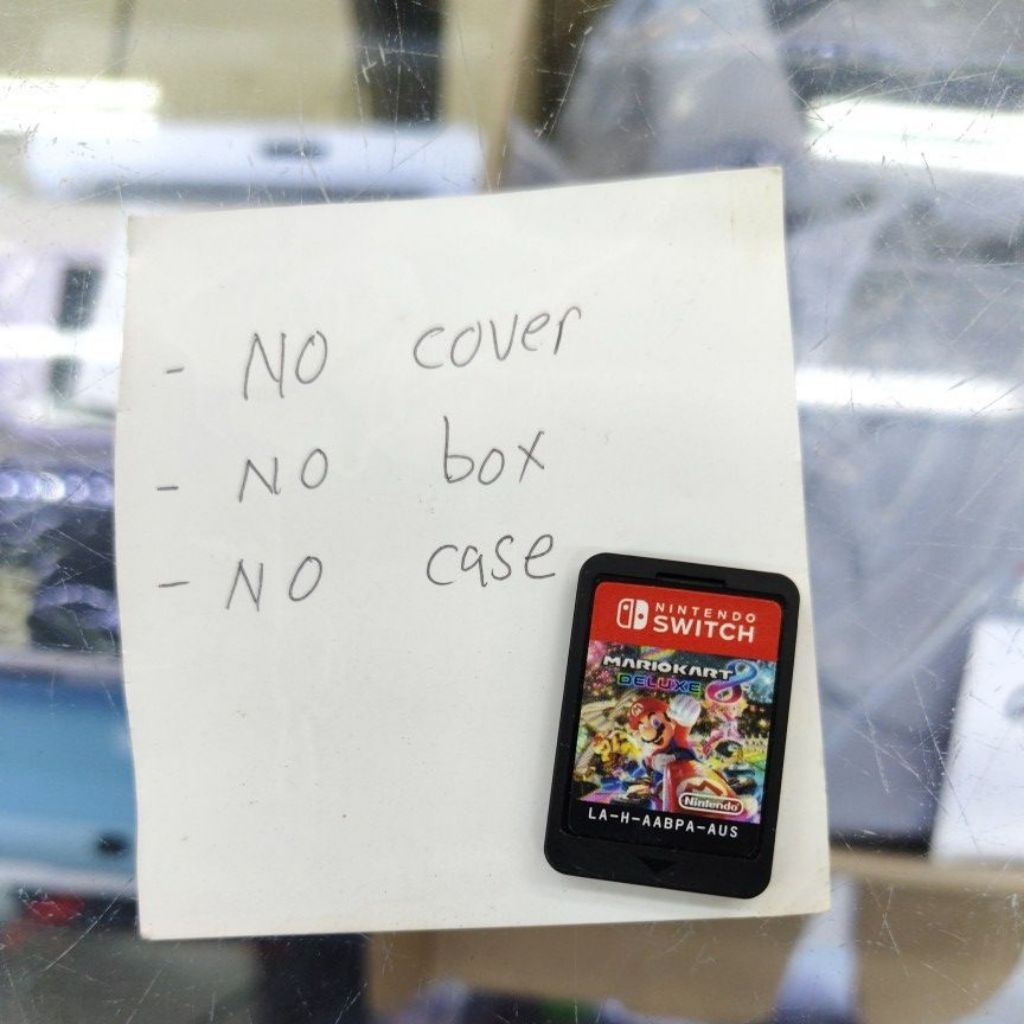 - NO cover
- NO box
- NO case
NINTENDO
SWITCH
MARIOKART 8
DELUXE
Nintendo
LA-H-AABPA-AUS